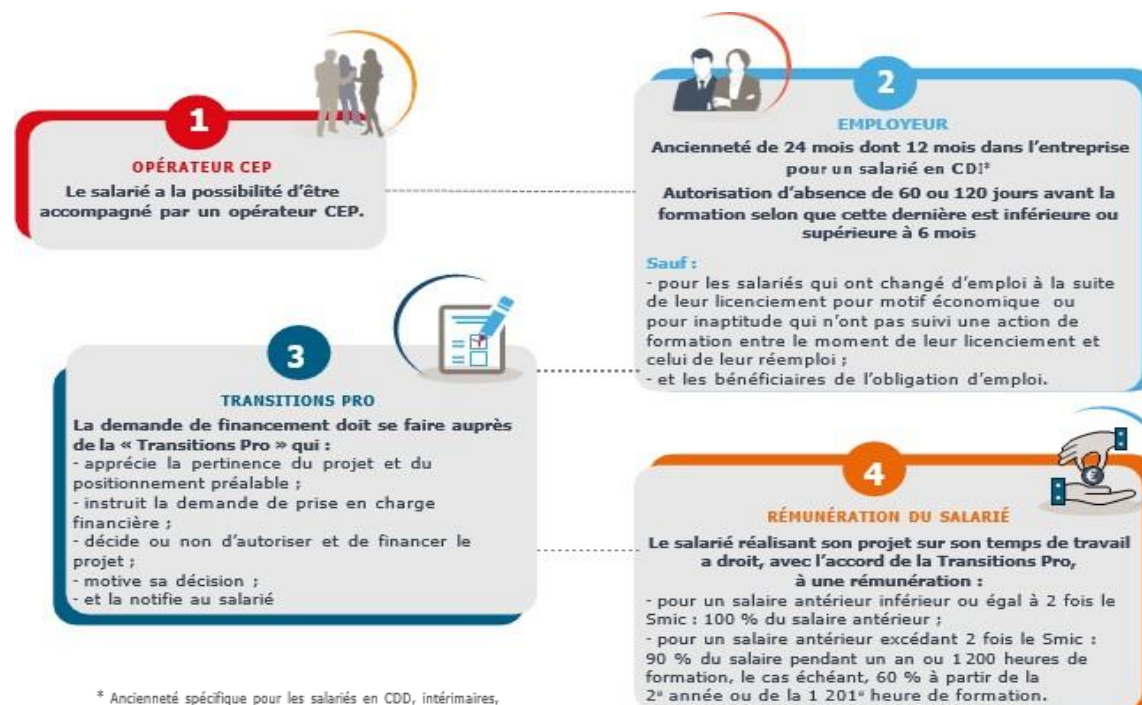 1
OPÉRATEUR CEP
Le salarié a la possibilité d’être
accompagné par un opérateur CEP.
2
EMPLOYEUR
Ancienneté de 24 mois dont 12 mois dans l’entreprise
pour un salarié en CDI*
Autorisation d’absence de 60 ou 120 jours avant la
formation selon que cette dernière est inférieure ou
supérieure à 6 mois
Sauf :
- pour les salariés qui ont changé d’emploi à la suite
de leur licenciement pour motif économique ou
pour inaptitude qui n’ont pas suivi une action de
formation entre le moment de leur licenciement et
celui de leur réemploi ;
- et les bénéficiaires de l’obligation d’emploi.
3
TRANSITIONS PRO
La demande de financement doit se faire auprès
de la « Transitions Pro » qui :
- apprécie la pertinence du projet et du
positionnement préalable ;
- instruit la demande de prise en charge
financière ;
- décide ou non d’autoriser et de financer le
projet ;
- motive sa décision ;
- et la notifie au salarié
4
RÉMUNÉRATION DU SALARIÉ
Le salarié réalisant son projet sur son temps de travail
a droit, avec l’accord de la Transitions Pro,
à une rémunération :
- pour un salaire antérieur inférieur ou égal à 2 fois le
Smic : 100 % du salaire antérieur ;
- pour un salaire antérieur excédant 2 fois le Smic :
90 % du salaire pendant un an ou 1 200 heures de
formation, le cas échéant, 60 % à partir de la
2e année ou de la 1 201e heure de formation.
* Ancienneté spécifique pour les salariés en CDD, intérimaires,